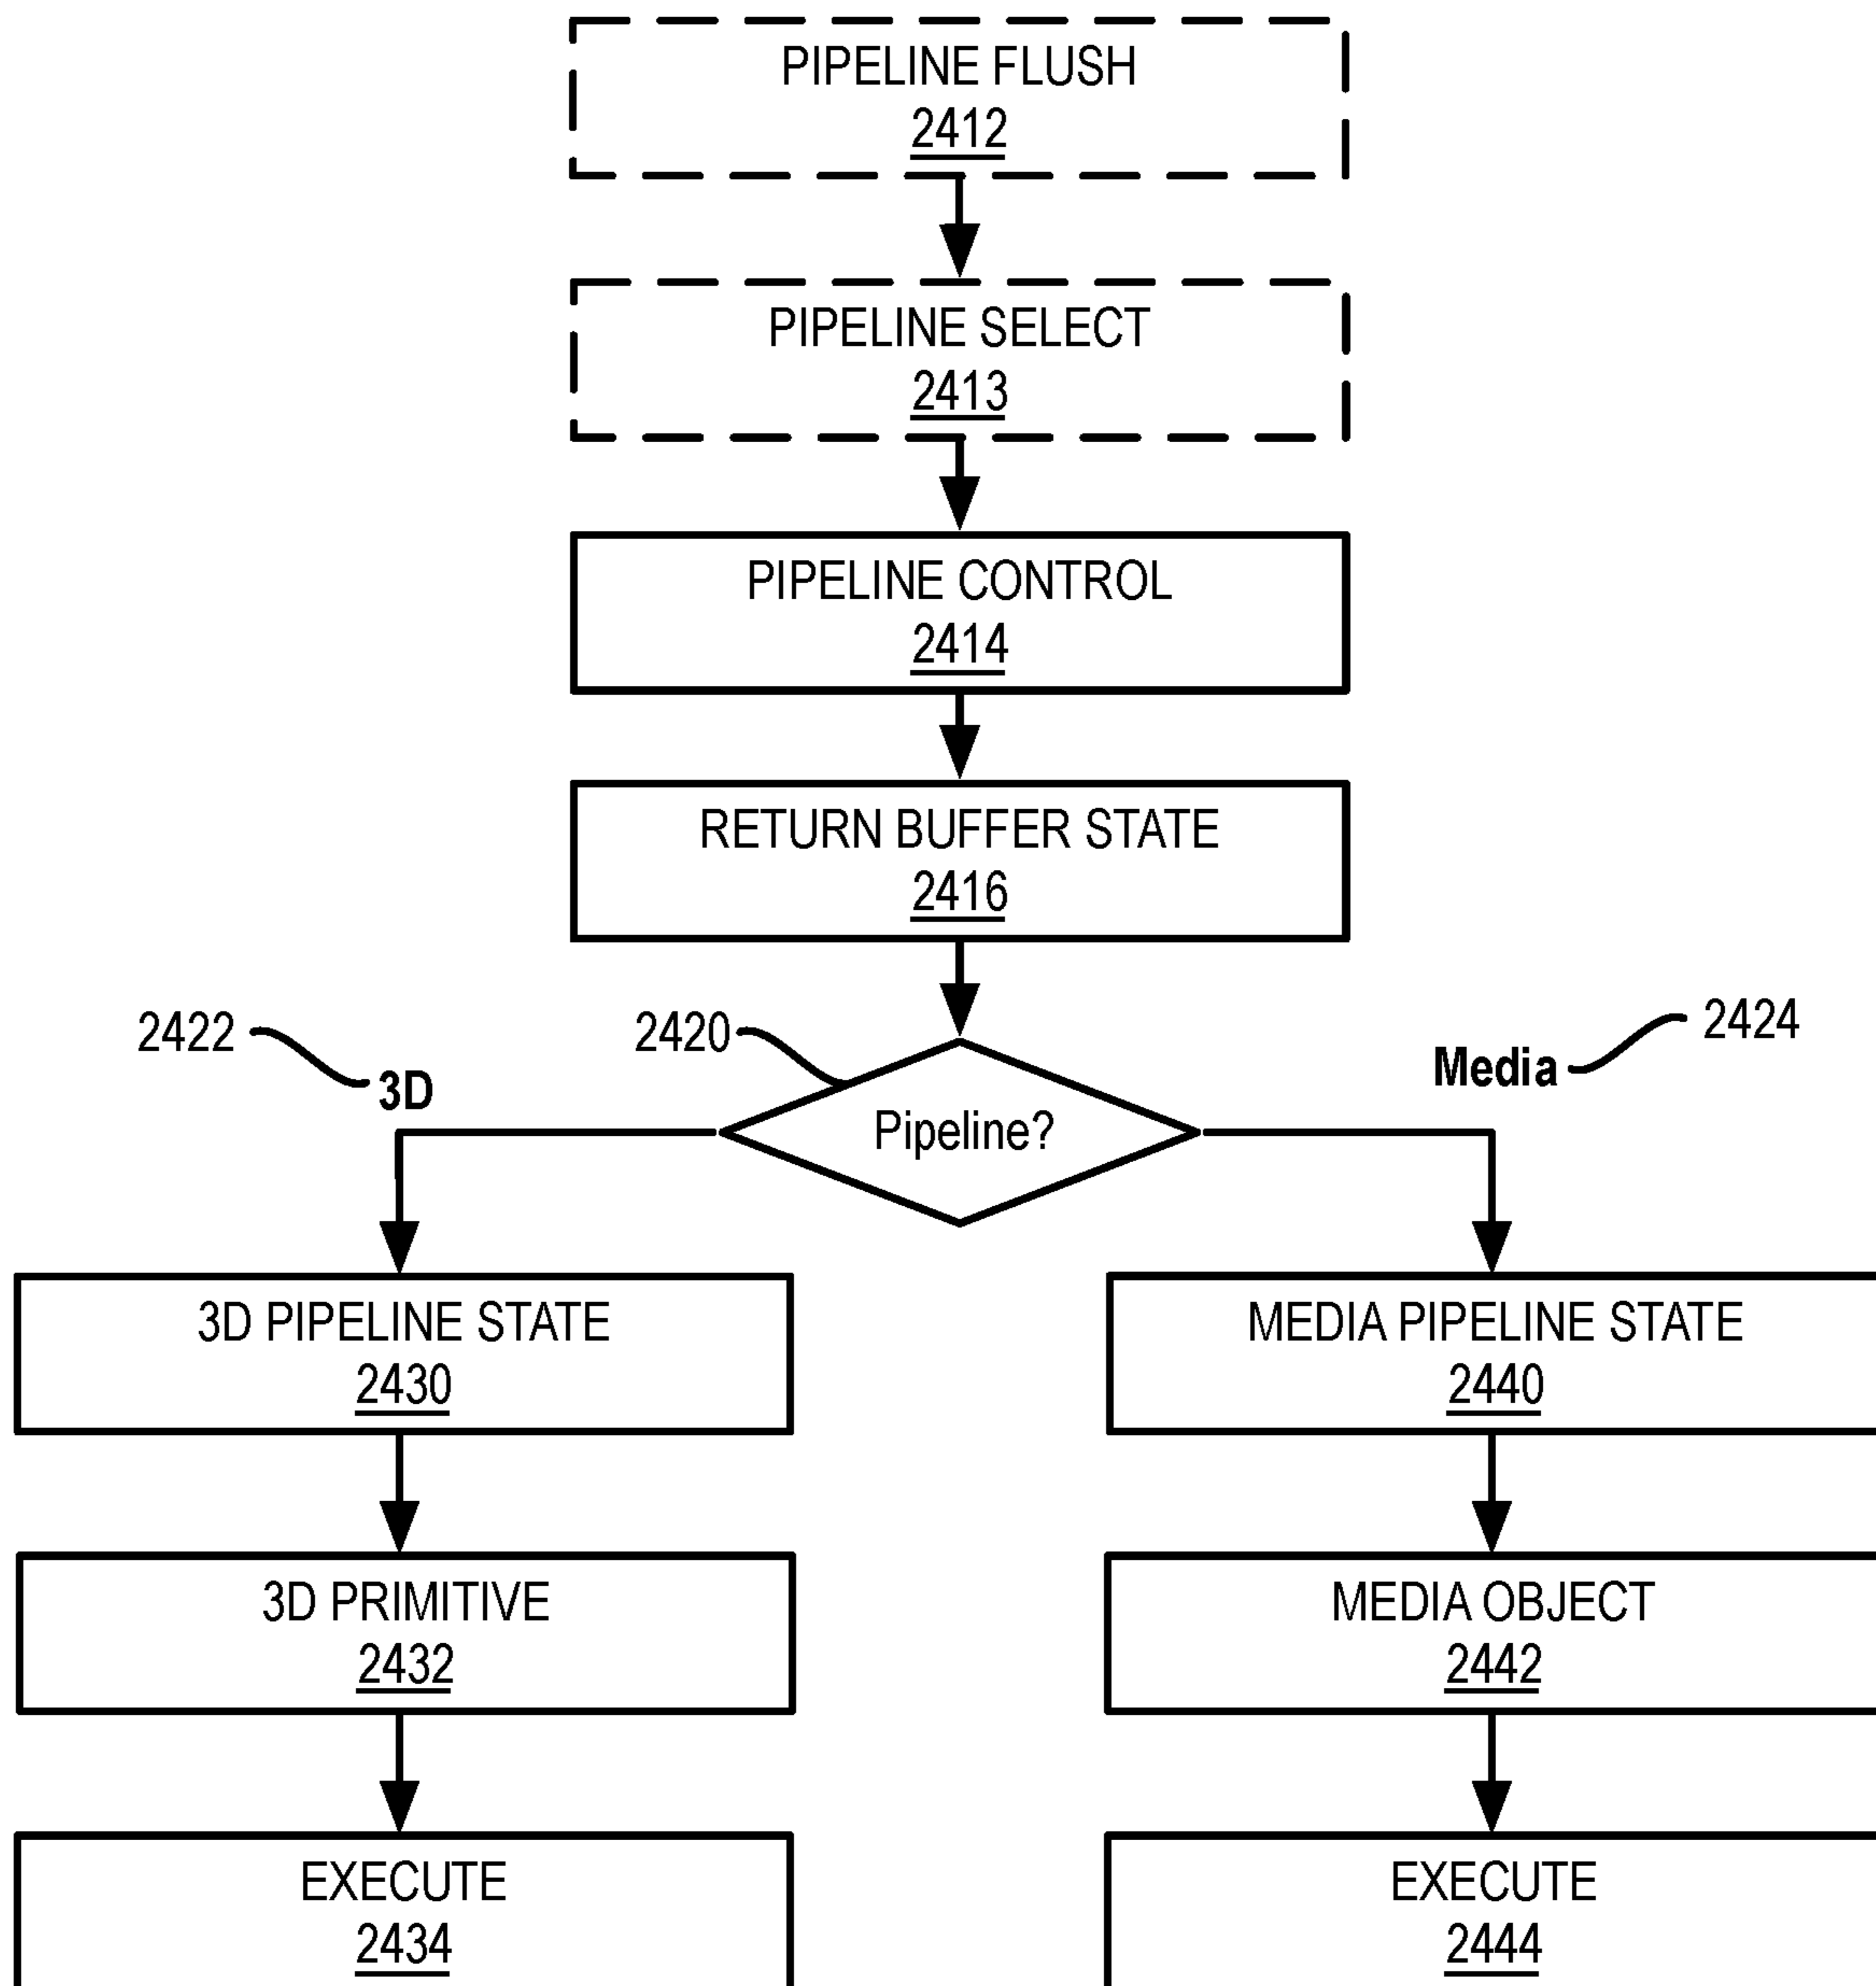 PIPELINE FLUSH
2412
PIPELINE SELECT
2413
PIPELINE CONTROL
2414
RETURN BUFFER STATE
2416
2422
2420
2424
3D
Media
Pipeline?
3D PIPELINE STATE
2430
MEDIA PIPELINE STATE
2440
3D PRIMITIVE
2432
MEDIA OBJECT
2442
EXECUTE
2434
EXECUTE
2444